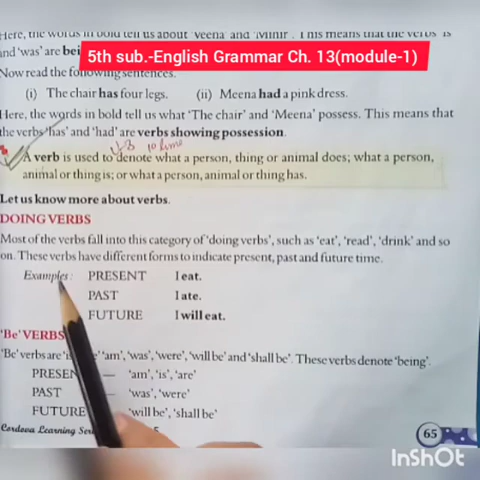 Here, the words in bold tell us about 'Veena' and 'Mihir'. This means that the verbs 'is'
and 'was' are
5th sub.-English Grammar Ch. 13(module-1)
Now read the following sentences.
(i) The chair has four legs. (ii) Meena had a pink dress.
Here, the words in bold tell us what 'The chair' and 'Meena' possess. This means that
the verbs 'has' and 'had' are verbs showing possession.
A verb is used to denote what a person, thing or animal does; what a person,
animal or thing is; or what a person, animal or thing has.
Let us know more about verbs.
DOING VERBS
Most of the verbs fall into this category of 'doing verbs', such as 'eat', 'read', 'drink' and so
on. These verbs have different forms to indicate present, past and future time.
Examples: PRESENT I eat.
PAST I ate.
FUTURE I will eat.
'Be' VERBS
'Be' verbs are 'am', 'was', 'were', 'will be' and 'shall be'. These verbs denote 'being'.
PRESEN — 'am', 'is', 'are'
PAST — 'was', 'were'
FUTURE 'will be', 'shall be'
Cordova Learning Ser 5
65
InShOt